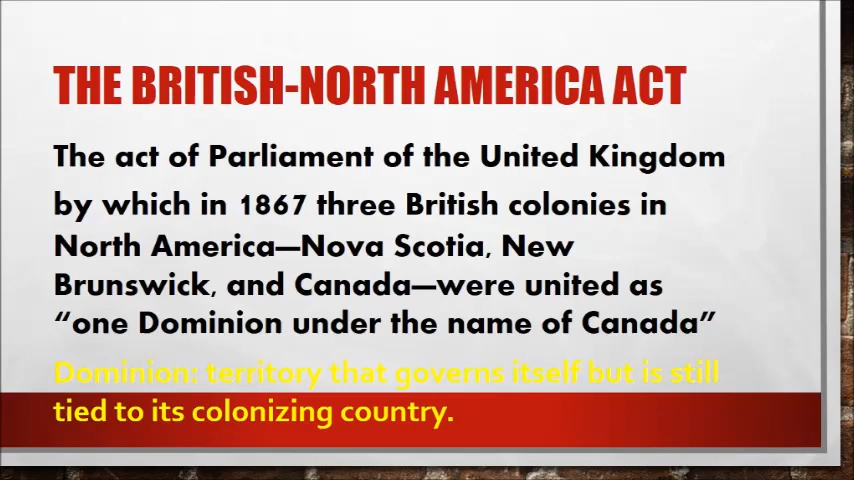 THE BRITISH-NORTH AMERICA ACT
The act of Parliament of the United Kingdom
by which in 1867 three British colonies in
North America—Nova Scotia, New
Brunswick, and Canada—were united as
“one Dominion under the name of Canada”
Dominion: territory that governs itself but is still
tied to its colonizing country.